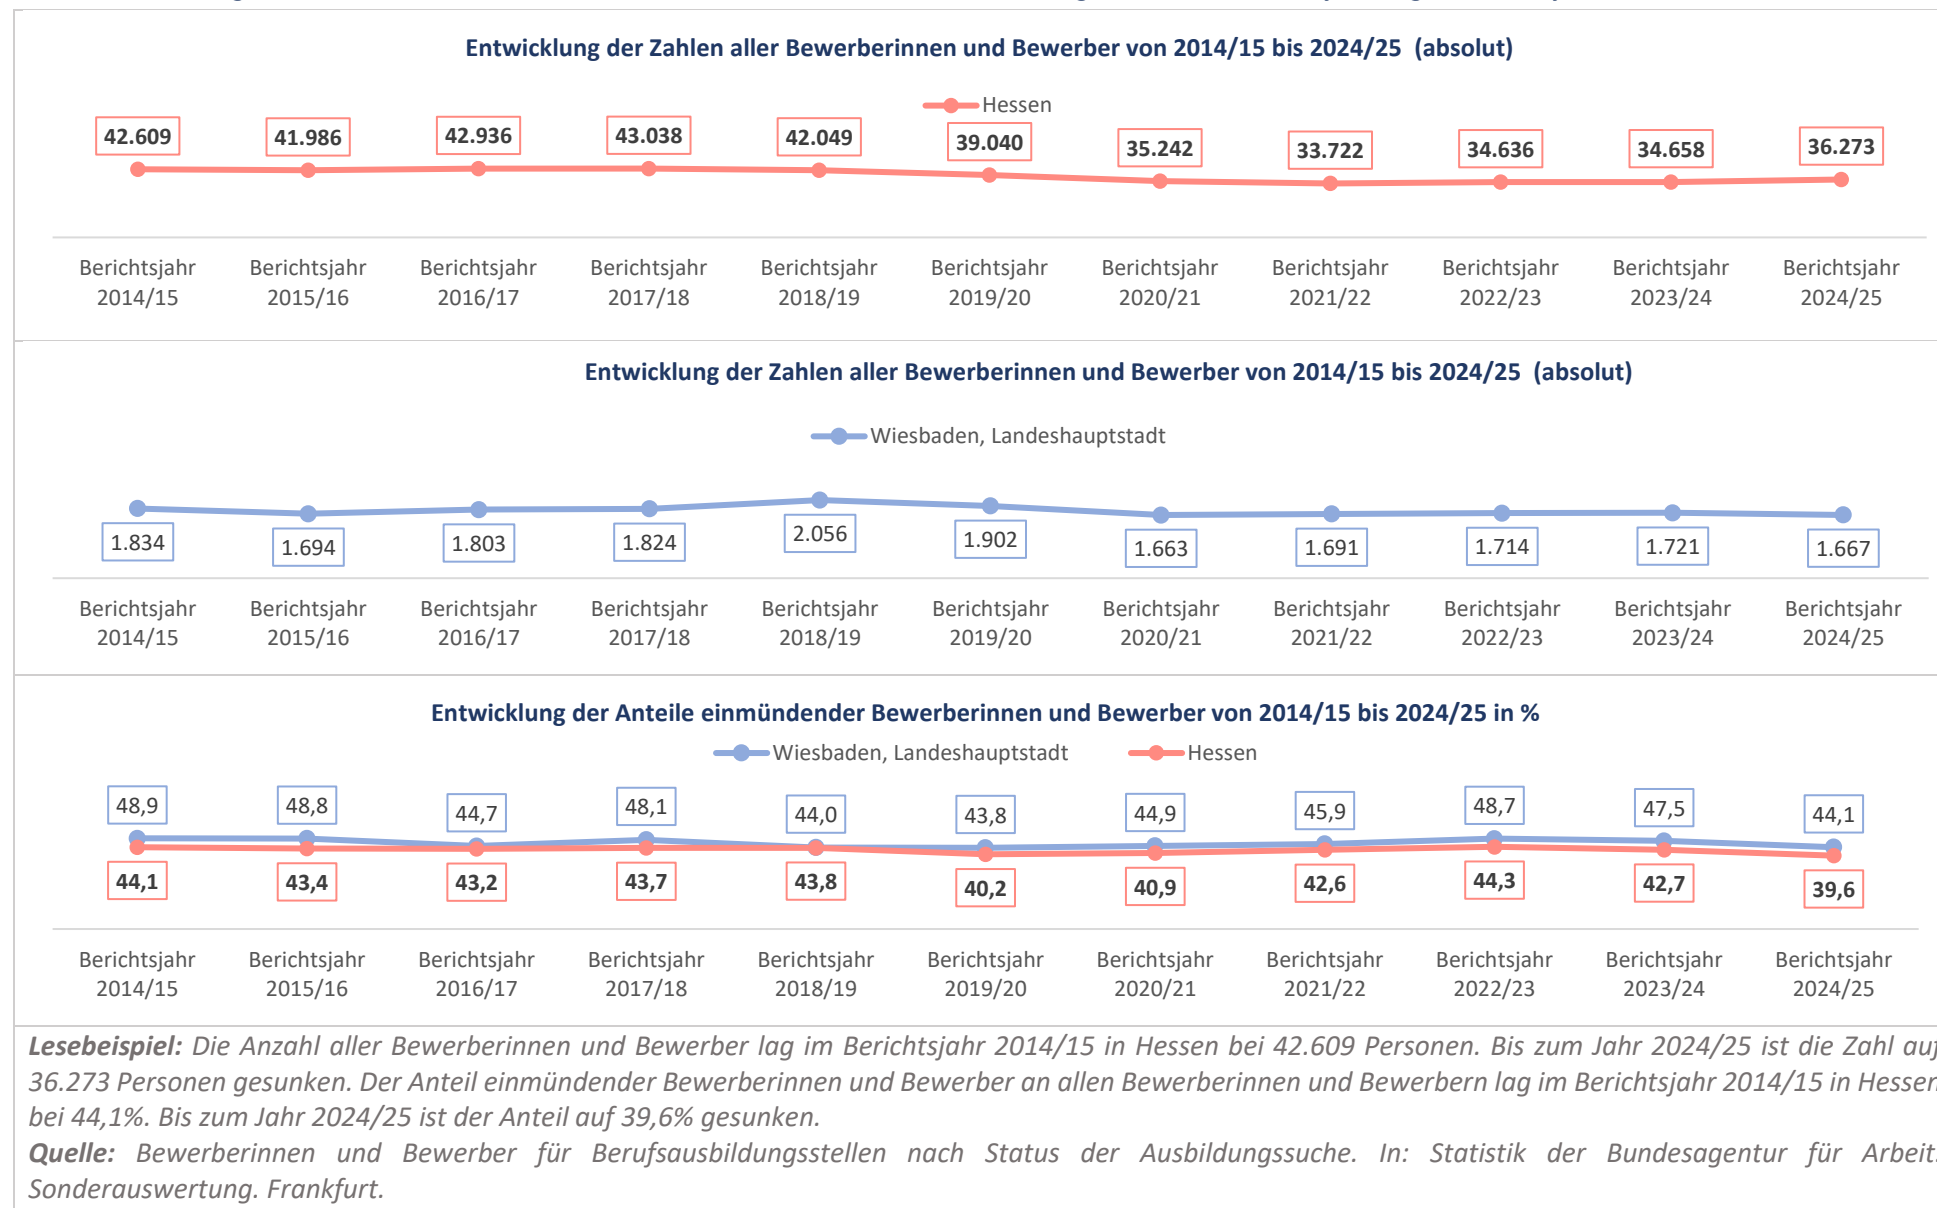 Entwicklung der Zahlen aller Bewerberinnen und Bewerber von 2014/15 bis 2024/25 (absolut)
Hessen
42.609 41.986 42.936 43.038 42.049 39.040 35.242 33.722 34.636 34.658 36.273
Berichtsjahr Berichtsjahr Berichtsjahr Berichtsjahr Berichtsjahr Berichtsjahr Berichtsjahr Berichtsjahr Berichtsjahr Berichtsjahr Berichtsjahr
2014/15 2015/16 2016/17 2017/18 2018/19 2019/20 2020/21 2021/22 2022/23 2023/24 2024/25
Entwicklung der Zahlen aller Bewerberinnen und Bewerber von 2014/15 bis 2024/25 (absolut)
Wiesbaden, Landeshauptstadt
1.834 1.694 1.803 1.824 2.056 1.902 1.663 1.691 1.714 1.721 1.667
Berichtsjahr Berichtsjahr Berichtsjahr Berichtsjahr Berichtsjahr Berichtsjahr Berichtsjahr Berichtsjahr Berichtsjahr Berichtsjahr Berichtsjahr
2014/15 2015/16 2016/17 2017/18 2018/19 2019/20 2020/21 2021/22 2022/23 2023/24 2024/25
Entwicklung der Anteile einmündender Bewerberinnen und Bewerber von 2014/15 bis 2024/25 in %
Wiesbaden, Landeshauptstadt Hessen
48,9 48,8 44,7 48,1 44,0 43,8 44,9 45,9 48,7 47,5 44,1
44,1 43,4 43,2 43,7 43,8 40,2 40,9 42,6 44,3 42,7 39,6
Berichtsjahr Berichtsjahr Berichtsjahr Berichtsjahr Berichtsjahr Berichtsjahr Berichtsjahr Berichtsjahr Berichtsjahr Berichtsjahr Berichtsjahr
2014/15 2015/16 2016/17 2017/18 2018/19 2019/20 2020/21 2021/22 2022/23 2023/24 2024/25
Lesebeispiel: Die Anzahl aller Bewerberinnen und Bewerber lag im Berichtsjahr 2014/15 in Hessen bei 42.609 Personen. Bis zum Jahr 2024/25 ist die Zahl auf
36.273 Personen gesunken. Der Anteil einmündender Bewerberinnen und Bewerber an allen Bewerberinnen und Bewerbern lag im Berichtsjahr 2014/15 in Hessen
bei 44,1%. Bis zum Jahr 2024/25 ist der Anteil auf 39,6% gesunken.
Quelle: Bewerberinnen und Bewerber für Berufsausbildungsstellen nach Status der Ausbildungssuche. In: Statistik der Bundesagentur für Arbeit.
Sonderauswertung. Frankfurt.